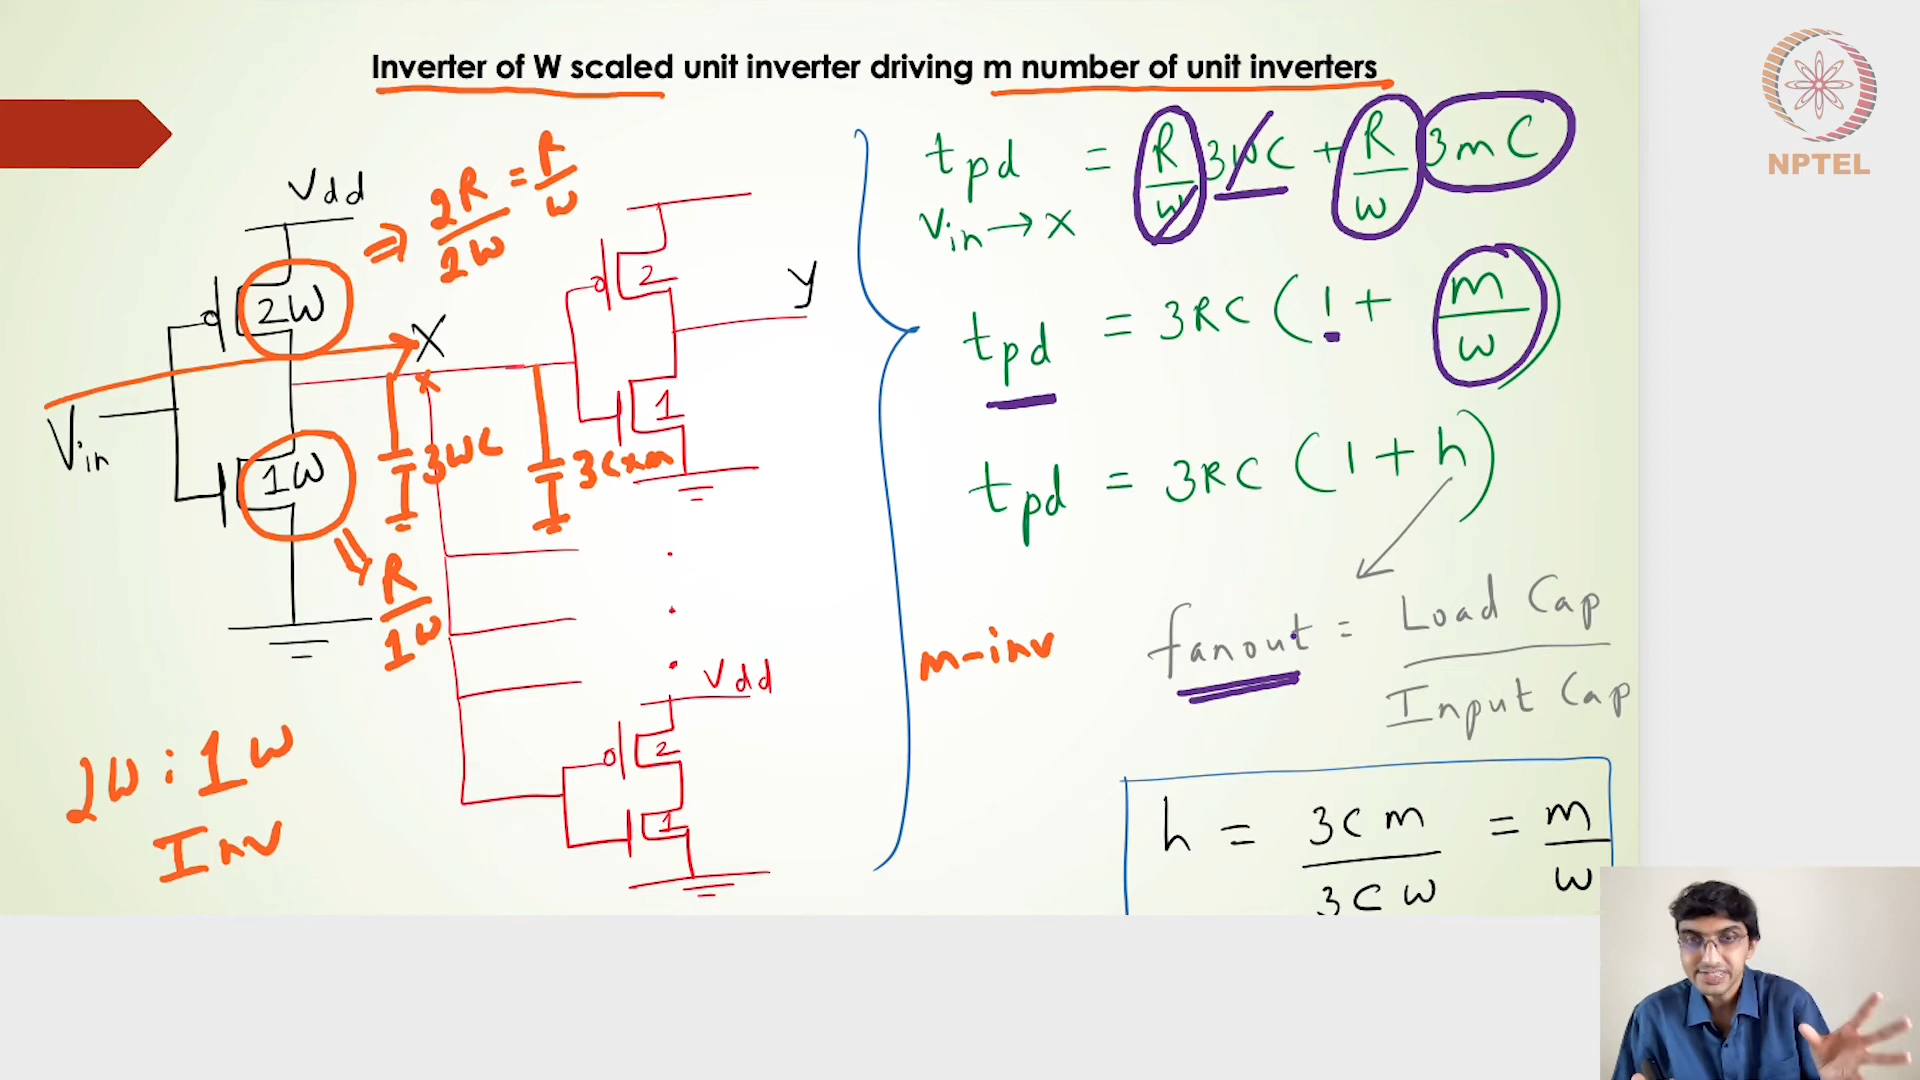 Inverter of W scaled unit inverter driving m number of unit inverters
NPTEL
Vdd
⇒ 2R/2W = R/W
2W
X
Vin
1W
3WC
3C×m
R/1W
2
1
y
Vdd
2
1
2W : 1W
Inv
m-inv
tpd = R/W 3WC + R/W 3mC
Vin → X
tpd = 3RC (1 + m/W)
tpd = 3RC (1 + h)
fanout = Load Cap / Input Cap
h = 3Cm / 3CW = m/W